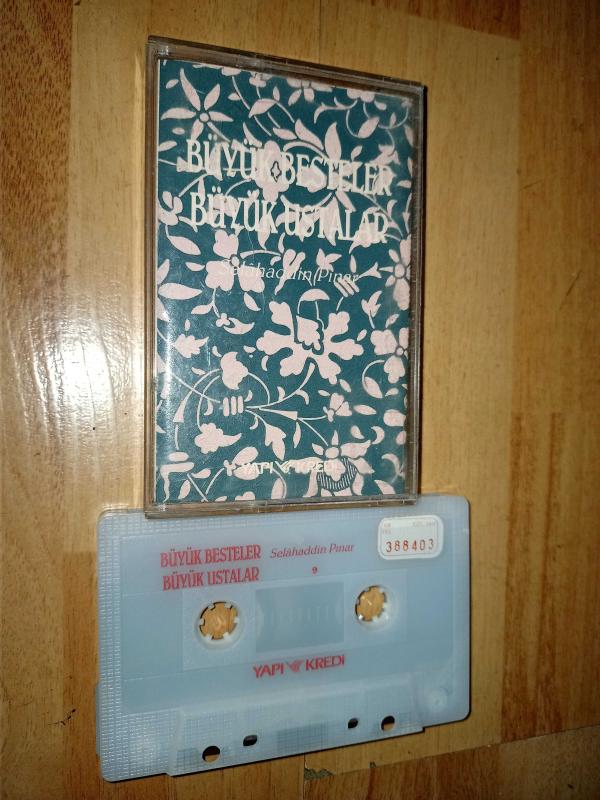 BÜYÜK BESTELER
BÜYÜK USTALAR
Selâhaddin Pınar
YAPI KREDİ
BÜYÜK BESTELER
BÜYÜK USTALAR
Selâhaddin Pınar
9
388403
YAPI KREDİ